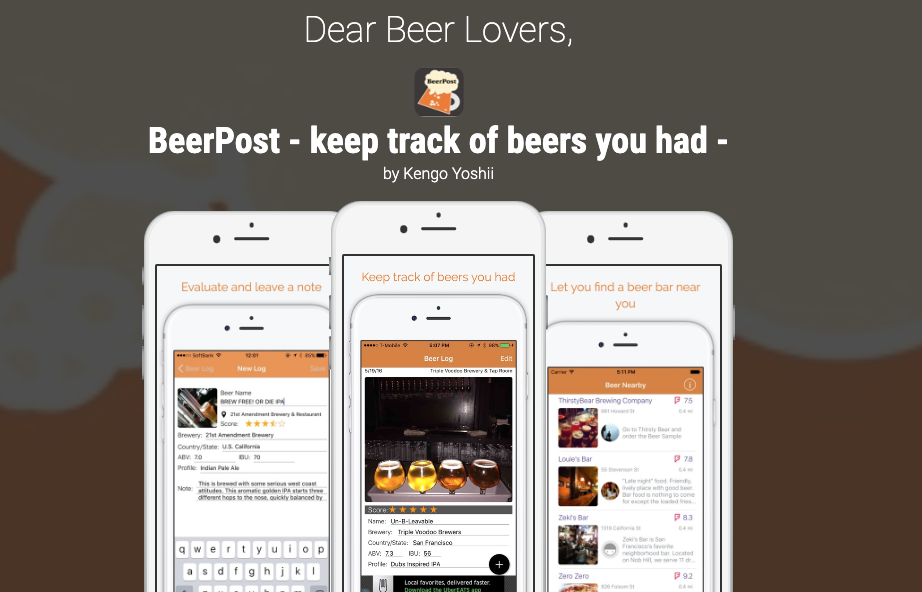 Dear Beer Lovers,
BeerPost
BeerPost - keep track of beers you had -
by Kengo Yoshii
Evaluate and leave a note
SoftBank
12:01
Beer Log
New Log
Save
Beer Name
BREW FREE! OR DIE IPA
21st Amendment Brewery & Restaurant
Score:
Brewery: 21st Amendment Brewery
Country/State: U.S. California
ABV: 7.0 IBU: 70
Profile: Indian Pale Ale
Note: This is brewed with some serious west coast
attitudes. This aromatic golden IPA starts three
different hops to the nose, quickly balanced by
q w e r t y u i o p
a s d f g h j k l
Keep track of beers you had
T-Mobile
5:07 PM
Beer Log
Edit
5/19/16
Triple Voodoo Brewery & Tap Room
Score:
Name: Un-B-Leavable
Brewery: Triple Voodoo Brewers
Country/State: San Francisco
ABV: 7.3 IBU: 56
Profile: Dubs Inspired IPA
+
Local favorites, delivered faster.
Download the UberEATS app
Let you find a beer bar near
you
Carrier
5:11 PM
Beer Nearby
ThirstyBear Brewing Company 7.5
661 Howard St 0.4 mi
Go to Thirsty Bear and
order the Beer Sample
Louie's Bar 7.8
55 Stevenson St 0.4 mi
"Late night" food. Friendly,
lively place with good beer.
Bar food is nothing to come
for except the loaded fries...
Zeki's Bar 8.3
1319 California St 0.4 mi
Zeki's Bar is San
Francisco's favorite
neighborhood bar. Located
on Nob Hill, we serve 11 dr...
Zero Zero 9.2
826 Folsom St